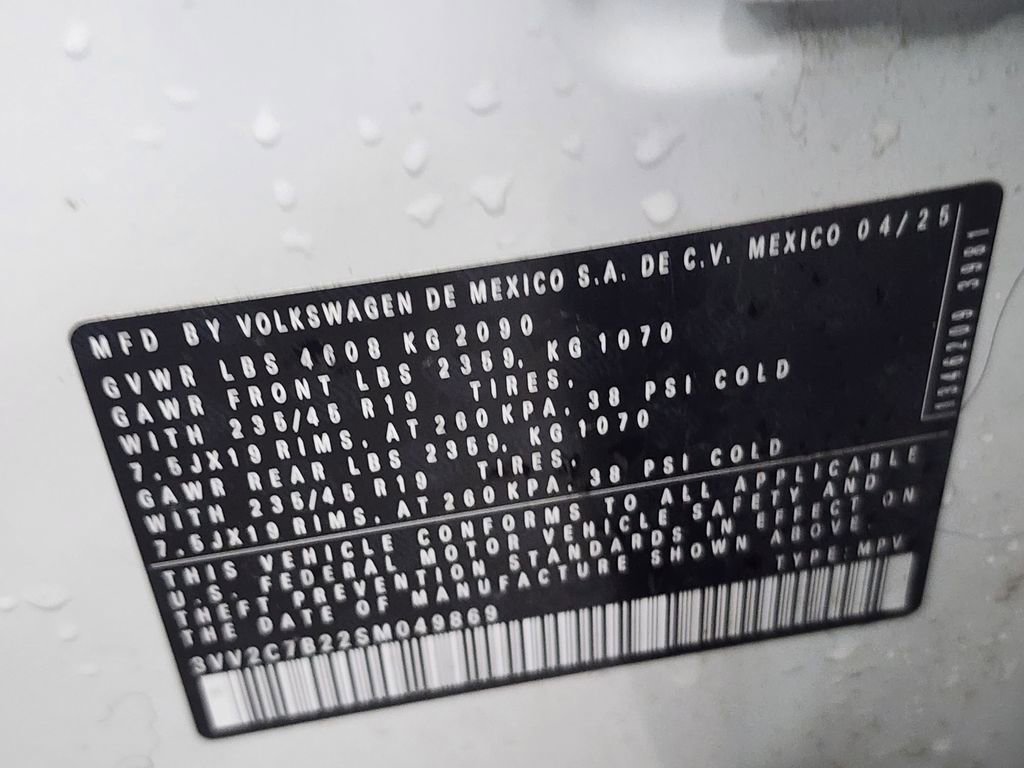 MFD BY VOLKSWAGEN DE MEXICO S.A. DE C.V. MEXICO 04/25
GVWR LBS 4608 KG 2090
GAWR FRONT LBS 2359, KG 1070
WITH 235/45 R19 TIRES,
7.5JX19 RIMS, AT 260 KPA, 38 PSI COLD
GAWR REAR LBS 2359, KG 1070
WITH 235/45 R19 TIRES,
7.5JX19 RIMS, AT 260 KPA, 38 PSI COLD
THIS VEHICLE CONFORMS TO ALL APPLICABLE
U.S. FEDERAL MOTOR VEHICLE SAFETY AND
THEFT PREVENTION STANDARDS IN EFFECT ON
THE DATE OF MANUFACTURE SHOWN ABOVE.
TYPE: MPV
3VV2C7B22SM049869
1346209 3981